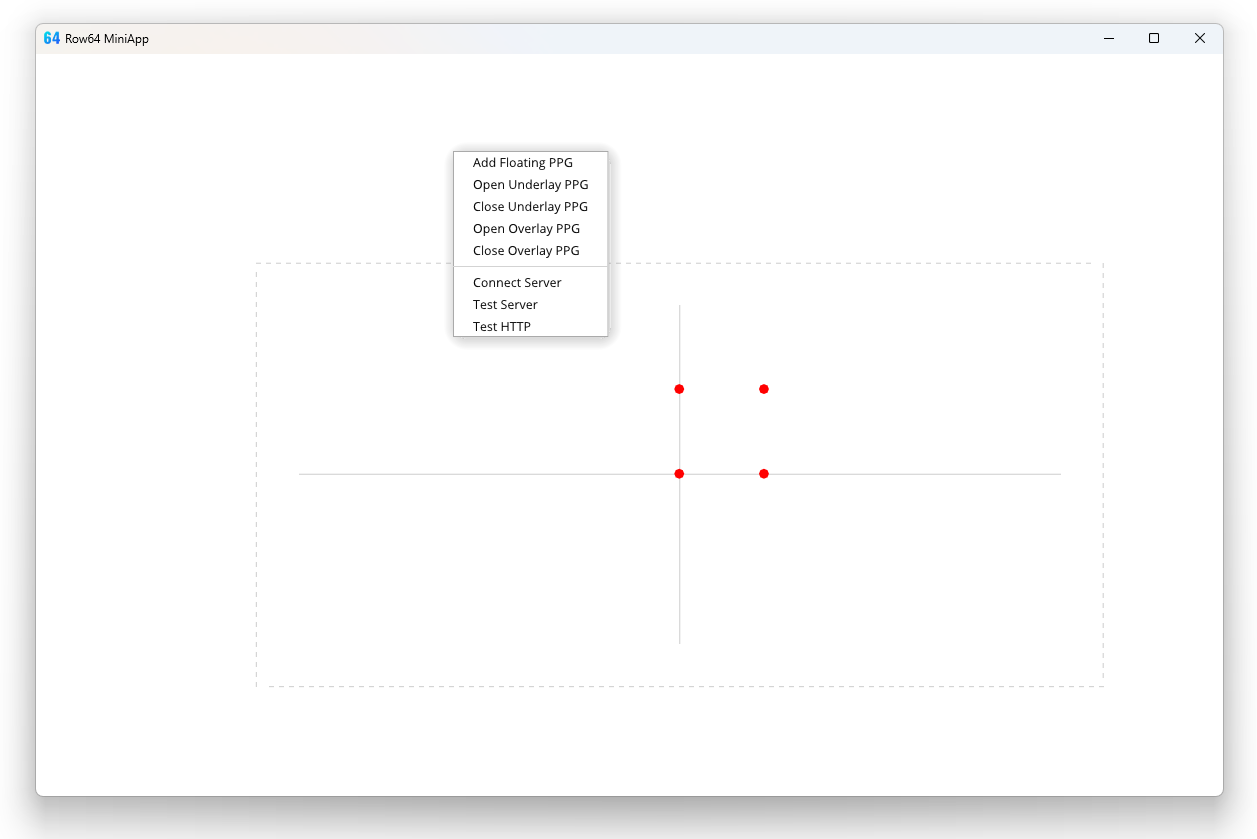 64 Row64 MiniApp
Add Floating PPG
Open Underlay PPG
Close Underlay PPG
Open Overlay PPG
Close Overlay PPG
Connect Server
Test Server
Test HTTP